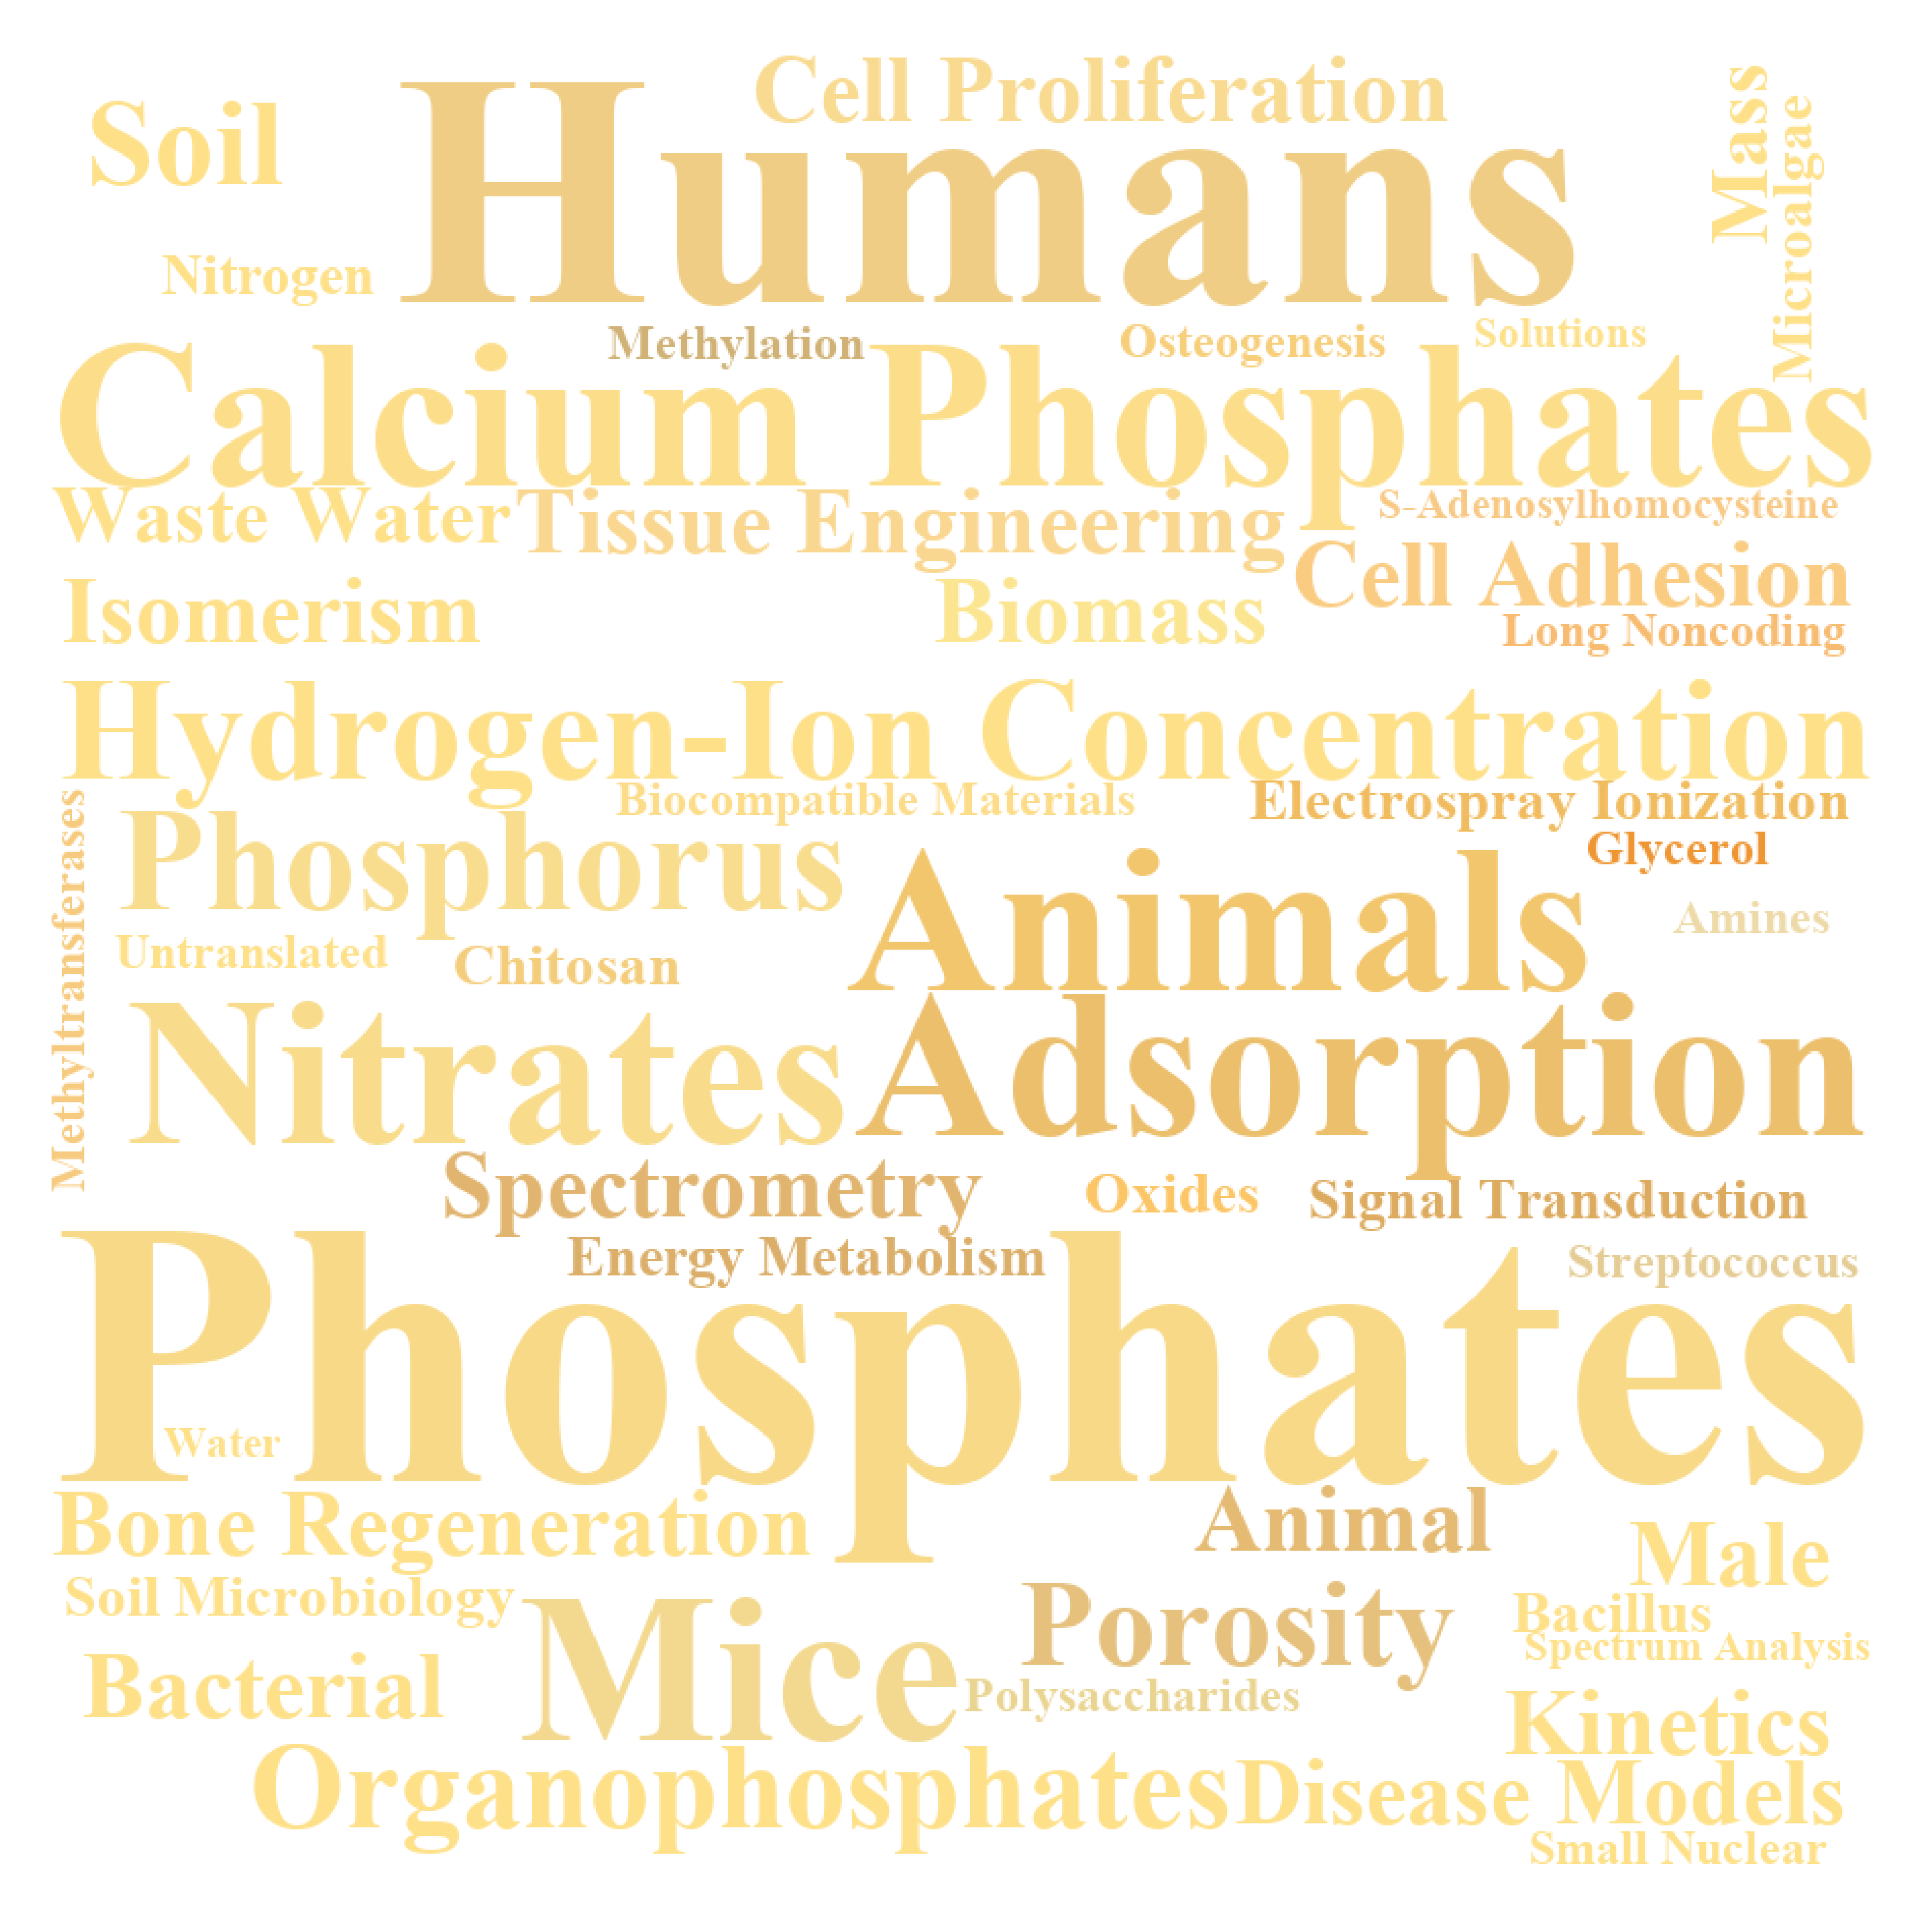 Cell Proliferation
Soil
Humans
Mass
Microalgae
Nitrogen
Methylation
Osteogenesis
Solutions
Calcium Phosphates
Waste Water
Tissue Engineering
S-Adenosylhomocysteine
Cell Adhesion
Isomerism
Biomass
Long Noncoding
Hydrogen-Ion Concentration
Biocompatible Materials
Electrospray Ionization
Methyltransferases
Phosphorus
Glycerol
Animals
Amines
Untranslated
Chitosan
Nitrates
Adsorption
Spectrometry
Oxides
Signal Transduction
Energy Metabolism
Streptococcus
Phosphates
Water
Bone Regeneration
Animal
Male
Soil Microbiology
Mice
Porosity
Bacillus
Spectrum Analysis
Bacterial
Polysaccharides
Kinetics
Organophosphates
Disease Models
Small Nuclear